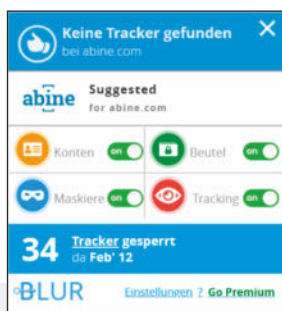 Keine Tracker gefunden
bei abine.com
abine Suggested
for abine.com
Konten on Beutel on
Maskiere on Tracking on
34 Tracker gesperrt
da Feb' 12
BLUR Einstellungen ? Go Premium